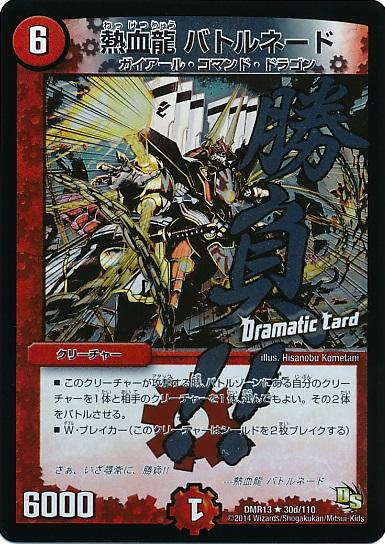 6
ねっけつりゅう
熱血龍 バトルネード
ガイアール・コマンド・ドラゴン
勝負!!
Dramatic Card
クリーチャー
illus. Hisanobu Kometani
■このクリーチャーが攻撃する時、バトルゾーンにある自分のクリー
チャーを1体と相手のクリーチャーを1体、選んでもよい。その2体
をバトルさせる。
■W・ブレイカー(このクリーチャーはシールドを2枚ブレイクする)
さぁ、いざ尋常に、勝負!!
---熱血龍 バトルネード
6000
1
DMR13 ★ 30d/110
©2014 Wizards/Shogakukan/Mitsui-Kids
DS